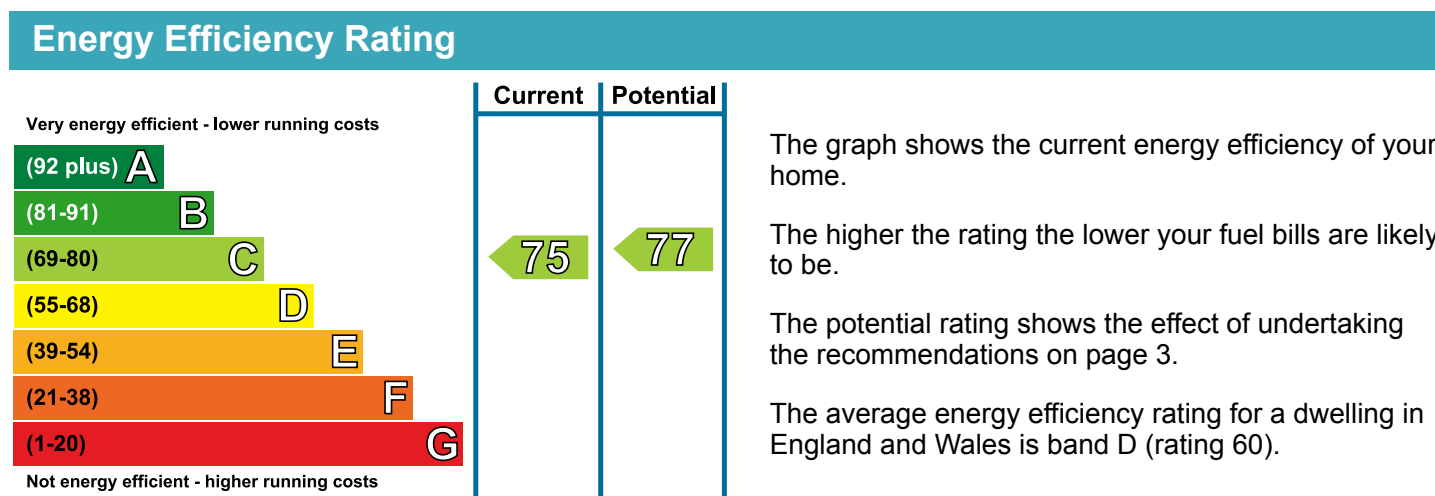 Energy Efficiency Rating
Current Potential
Very energy efficient - lower running costs
(92 plus) A
(81-91) B
(69-80) C
75 77
(55-68) D
(39-54) E
(21-38) F
(1-20) G
Not energy efficient - higher running costs
The graph shows the current energy efficiency of your
home.
The higher the rating the lower your fuel bills are likely
to be.
The potential rating shows the effect of undertaking
the recommendations on page 3.
The average energy efficiency rating for a dwelling in
England and Wales is band D (rating 60).